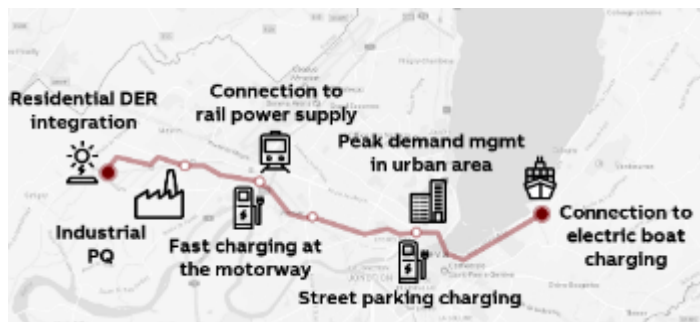 Residential DER
integration
Connection to
rail power supply
Peak demand mgmt
in urban area
Industrial
PQ
Fast charging at
the motorway
Street parking charging
Connection to
electric boat
charging